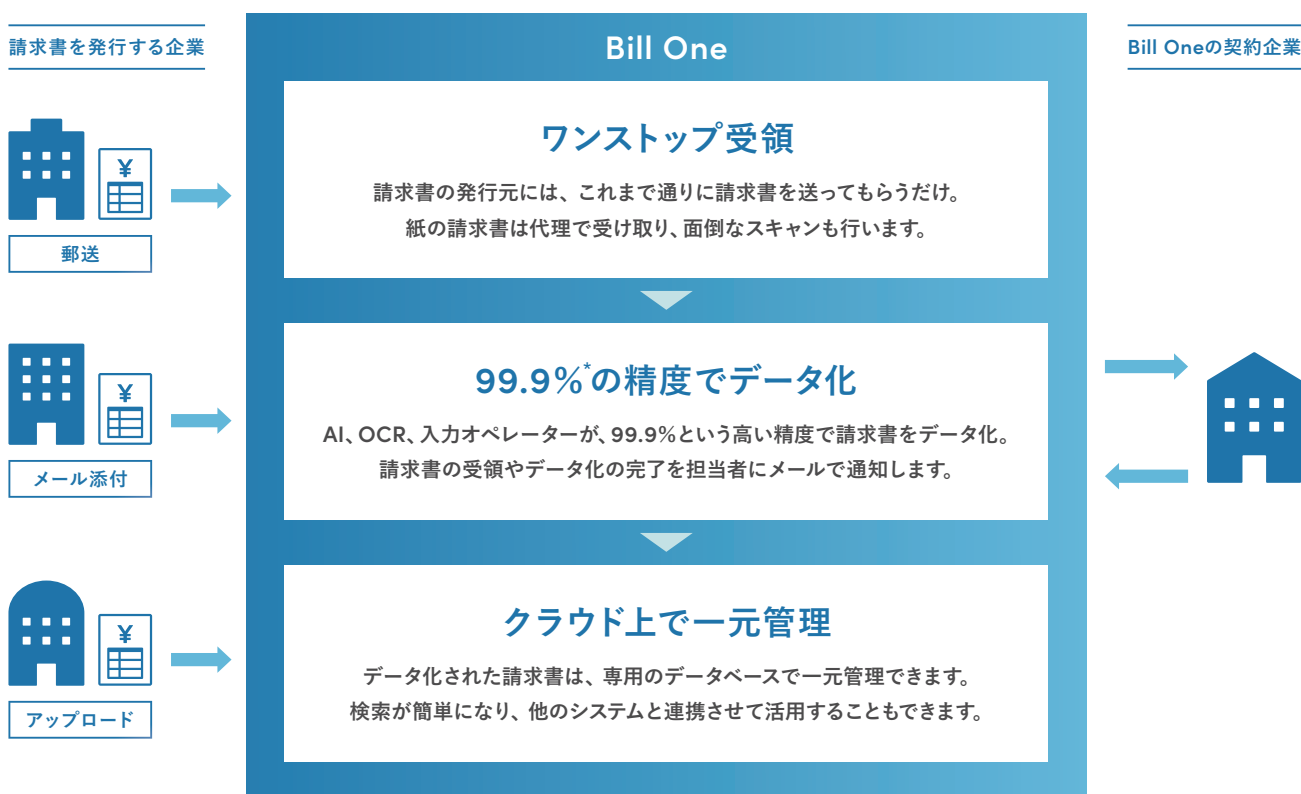 請求書を発行する企業
Bill One
Bill Oneの契約企業
¥
郵送
¥
メール添付
¥
アップロード
ワンストップ受領
請求書の発行元には、これまで通りに請求書を送ってもらうだけ。
紙の請求書は代理で受け取り、面倒なスキャンも行います。
99.9%*の精度でデータ化
AI、OCR、入力オペレーターが、99.9%という高い精度で請求書をデータ化。
請求書の受領やデータ化の完了を担当者にメールで通知します。
クラウド上で一元管理
データ化された請求書は、専用のデータベースで一元管理できます。
検索が簡単になり、他のシステムと連携させて活用することもできます。